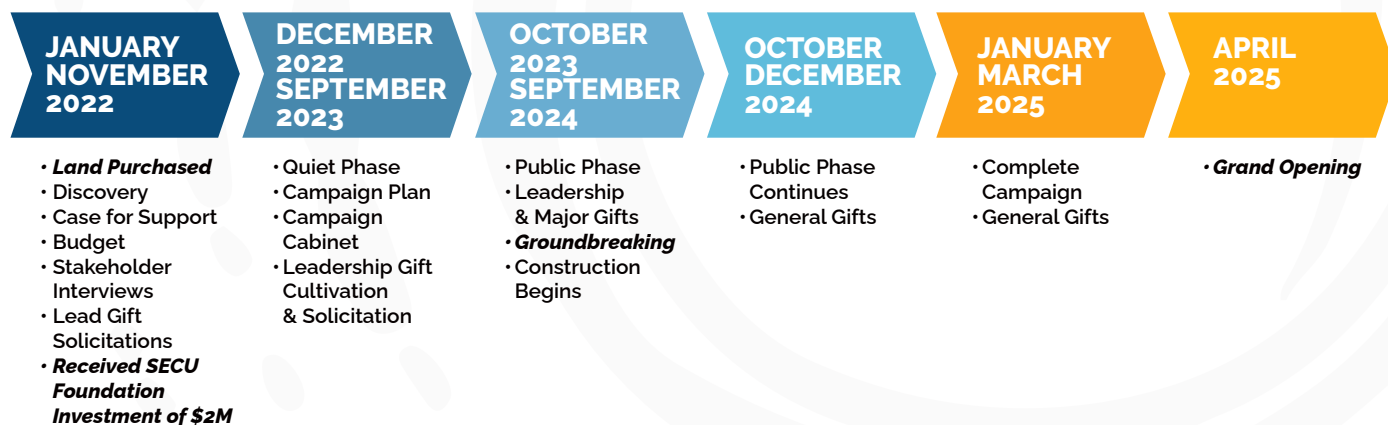 JANUARY
NOVEMBER
2022
• Land Purchased
• Discovery
• Case for Support
• Budget
• Stakeholder
Interviews
• Lead Gift
Solicitations
• Received SECU
Foundation
Investment of $2M
DECEMBER
2022
SEPTEMBER
2023
• Quiet Phase
• Campaign Plan
• Campaign
Cabinet
• Leadership Gift
Cultivation
& Solicitation
OCTOBER
2023
SEPTEMBER
2024
• Public Phase
• Leadership
& Major Gifts
• Groundbreaking
• Construction
Begins
OCTOBER
DECEMBER
2024
• Public Phase
Continues
• General Gifts
JANUARY
MARCH
2025
• Complete
Campaign
• General Gifts
APRIL
2025
• Grand Opening